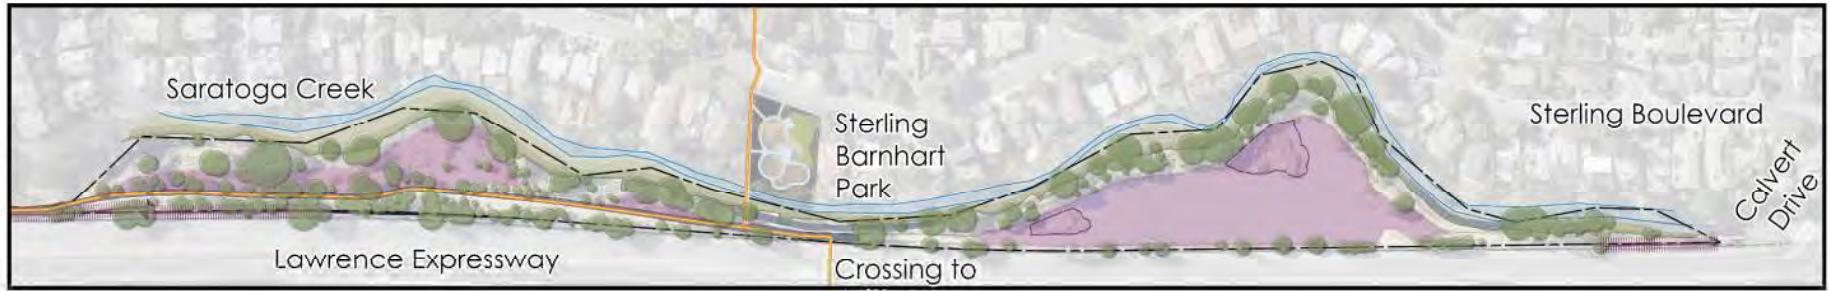 Saratoga Creek
Sterling
Barnhart
Park
Sterling Boulevard
Calvert
Drive
Lawrence Expressway
Crossing to